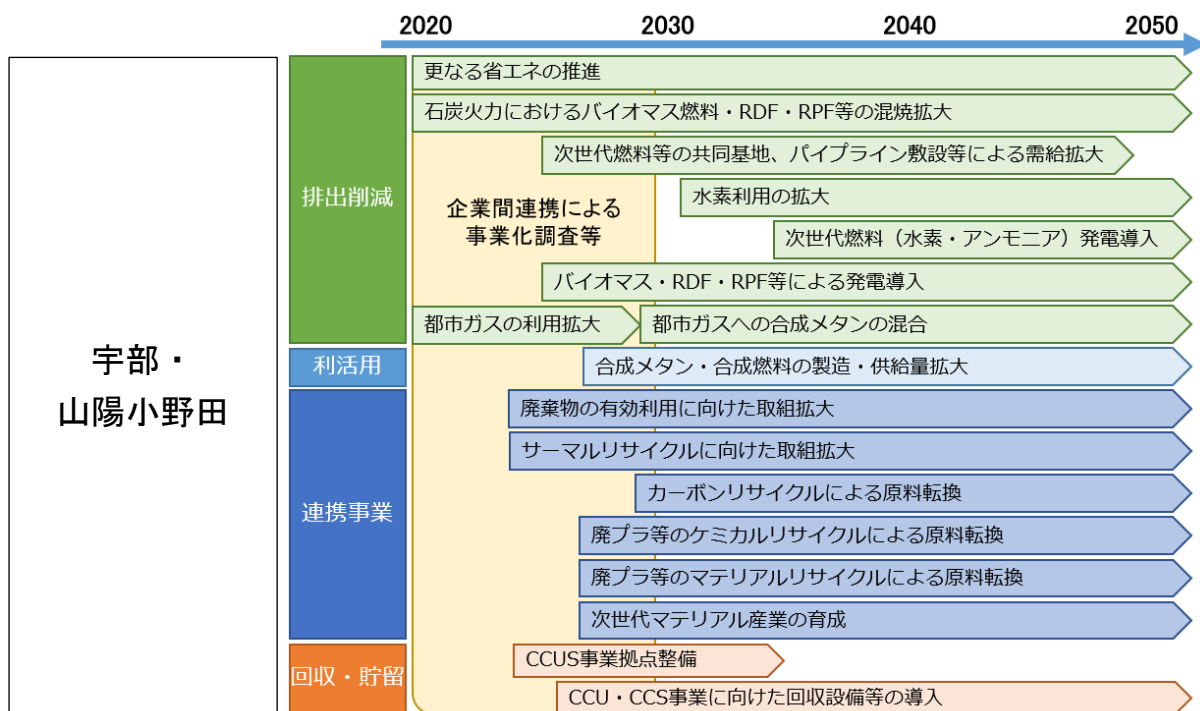 2020 2030 2040 2050
宇部・
山陽小野田
排出削減
更なる省エネの推進
石炭火力におけるバイオマス燃料・RDF・RPF等の混焼拡大
次世代燃料等の共同基地、パイプライン敷設等による需給拡大
企業間連携による
事業化調査等
水素利用の拡大
次世代燃料（水素・アンモニア）発電導入
バイオマス・RDF・RPF等による発電導入
都市ガスの利用拡大 都市ガスへの合成メタンの混合
利活用
合成メタン・合成燃料の製造・供給量拡大
連携事業
廃棄物の有効利用に向けた取組拡大
サーマルリサイクルに向けた取組拡大
カーボンリサイクルによる原料転換
廃プラ等のケミカルリサイクルによる原料転換
廃プラ等のマテリアルリサイクルによる原料転換
次世代マテリアル産業の育成
回収・貯留
CCUS事業拠点整備
CCU・CCS事業に向けた回収設備等の導入